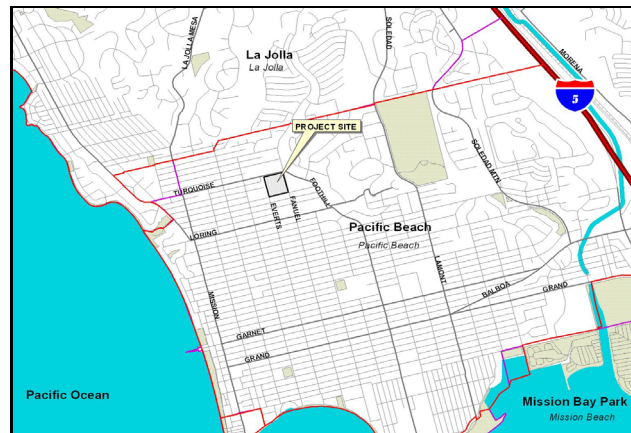 LA JOLLA MESA
SOLEDAD
MORENA
La Jolla
La Jolla
5
PROJECT SITE
SOLEDAD MTN
TURQUOISE
FOOTHILL
FANUEL
EVERTS
LORING
Pacific Beach
Pacific Beach
LAMONT
MISSION
BALBOA
GRAND
GARNET
GRAND
Pacific Ocean
Mission Bay Park
Mission Beach